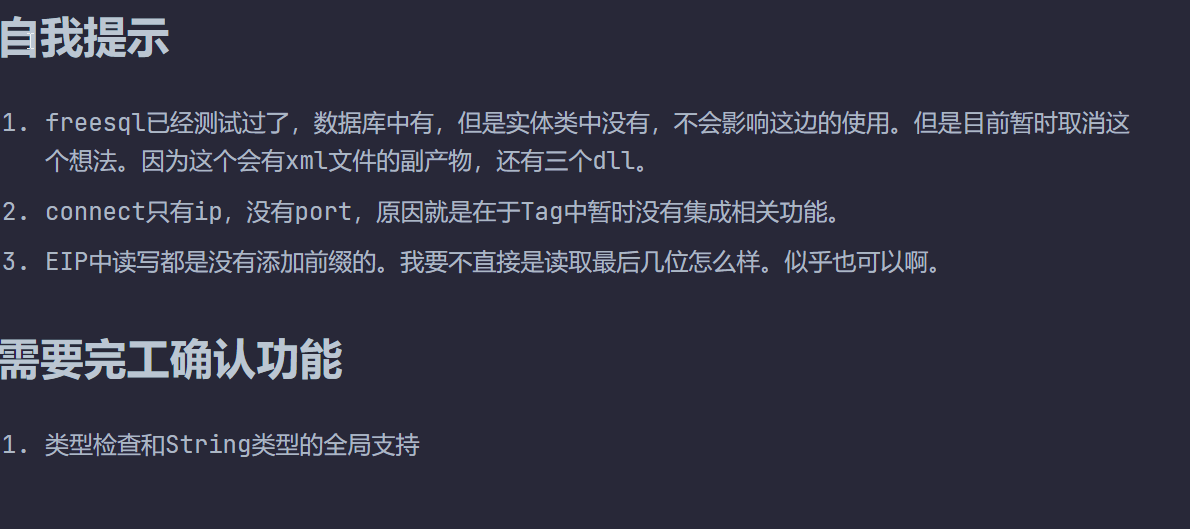 自我提示
1. freesql已经测试过了，数据库中有，但是实体类中没有，不会影响这边的使用。但是目前暂时取消这
个想法。因为这个会有xml文件的副产物，还有三个dll。
2. connect只有ip，没有port，原因就是在于Tag中暂时没有集成相关功能。
3. EIP中读写都是没有添加前缀的。我要不直接是读取最后几位怎么样。似乎也可以啊。
需要完工确认功能
1. 类型检查和String类型的全局支持